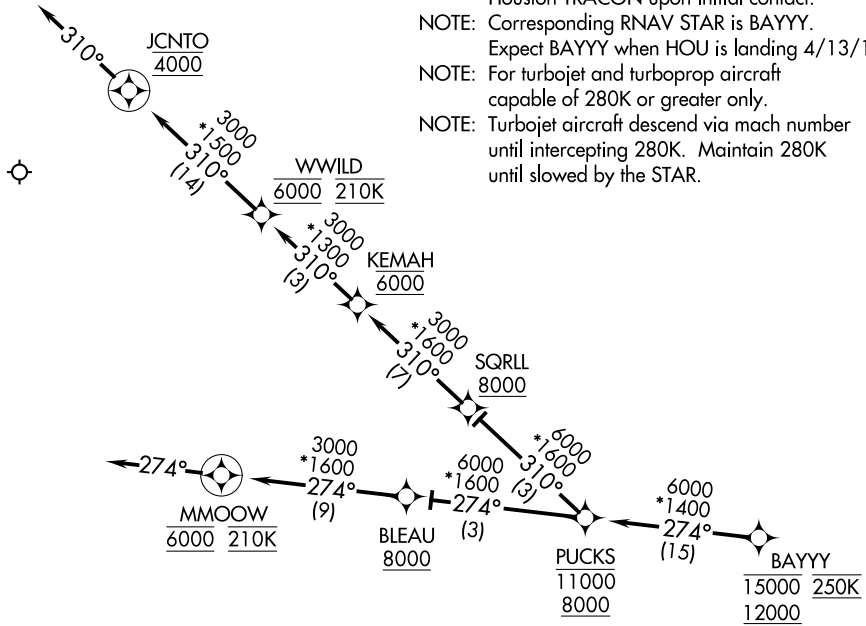 Houston TRACON upon initial contact.
NOTE: Corresponding RNAV STAR is BAYYY.
Expect BAYYY when HOU is landing 4/13/1
NOTE: For turbojet and turboprop aircraft
capable of 280K or greater only.
NOTE: Turbojet aircraft descend via mach number
until intercepting 280K. Maintain 280K
until slowed by the STAR.
310°
JCNTO
4000
3000
*1500
310°
(14)
WWILD
6000 210K
3000
*1300
310°
(3)
KEMAH
6000
3000
*1600
310°
(7)
SQRLL
8000
6000
*1600
310°
(3)
274°
MMOOW
6000 210K
3000
*1600
274°
(9)
BLEAU
8000
6000
*1600
274°
(3)
PUCKS
11000
8000
6000
*1400
274°
(15)
BAYYY
15000 250K
12000